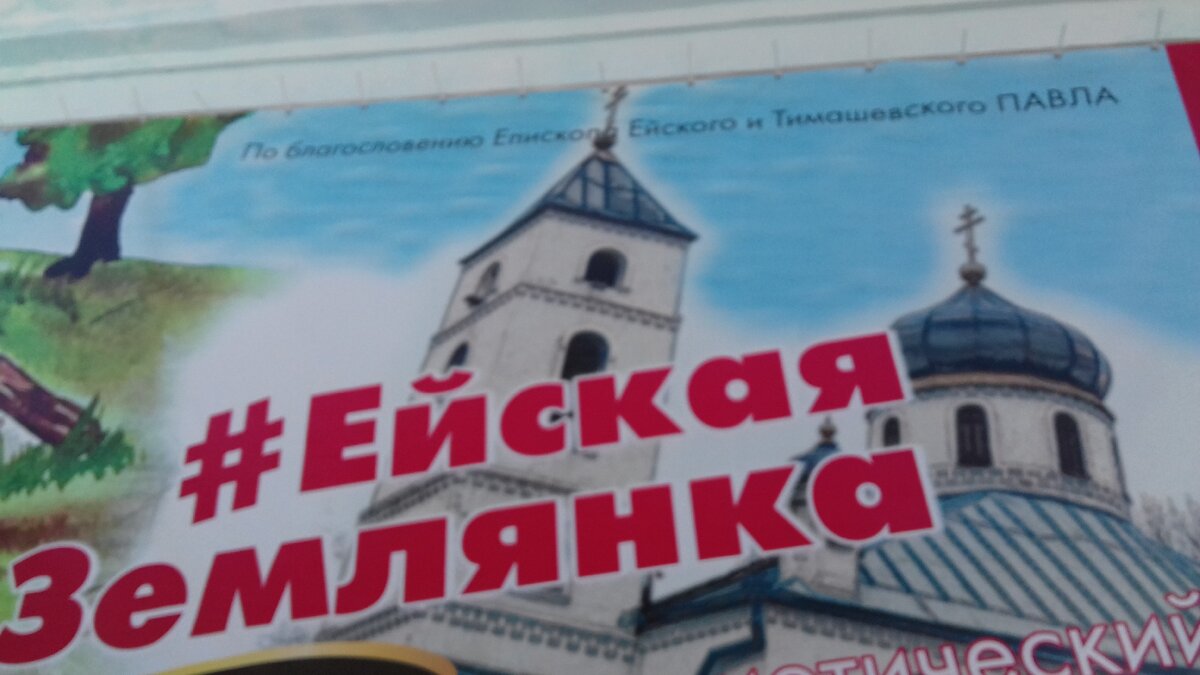 По благословению Епископа Ейского и Тимашевского ПАВЛА
#Ейская
Землянка